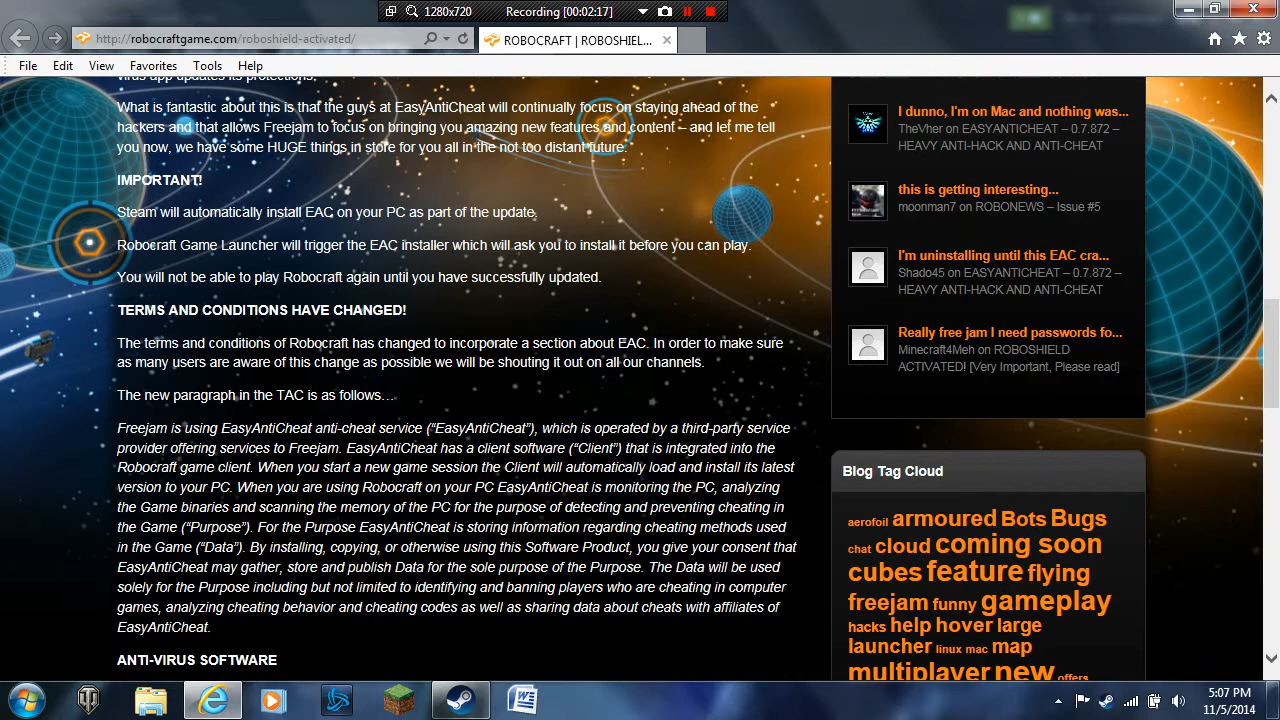 1280x720 Recording [00:02:17]
http://robocraftgame.com/roboshield-activated/
ROBOCRAFT | ROBOSHIEL...
File Edit View Favorites Tools Help
virus app updates its protections.
What is fantastic about this is that the guys at EasyAntiCheat will continually focus on staying ahead of the
hackers and that allows Freejam to focus on bringing you amazing new features and content – and let me tell
you now, we have some HUGE things in store for you all in the not too distant future.
IMPORTANT!
Steam will automatically install EAC on your PC as part of the update.
Robocraft Game Launcher will trigger the EAC installer which will ask you to install it before you can play.
You will not be able to play Robocraft again until you have successfully updated.
TERMS AND CONDITIONS HAVE CHANGED!
The terms and conditions of Robocraft has changed to incorporate a section about EAC. In order to make sure
as many users are aware of this change as possible we will be shouting it out on all our channels.
The new paragraph in the TAC is as follows…
Freejam is using EasyAntiCheat anti-cheat service (“EasyAntiCheat”), which is operated by a third-party service
provider offering services to Freejam. EasyAntiCheat has a client software (“Client”) that is integrated into the
Robocraft game client. When you start a new game session the Client will automatically load and install its latest
version to your PC. When you are using Robocraft on your PC EasyAntiCheat is monitoring the PC, analyzing
the Game binaries and scanning the memory of the PC for the purpose of detecting and preventing cheating in
the Game (“Purpose”). For the Purpose EasyAntiCheat is storing information regarding cheating methods used
in the Game (“Data”). By installing, copying, or otherwise using this Software Product, you give your consent that
EasyAntiCheat may gather, store and publish Data for the sole purpose of the Purpose. The Data will be used
solely for the Purpose including but not limited to identifying and banning players who are cheating in computer
games, analyzing cheating behavior and cheating codes as well as sharing data about cheats with affiliates of
EasyAntiCheat.
ANTI-VIRUS SOFTWARE
I dunno, I'm on Mac and nothing was...
TheVher on EASYANTICHEAT – 0.7.872 –
HEAVY ANTI-HACK AND ANTI-CHEAT
this is getting interesting...
moonman7 on ROBONEWS – Issue #5
I'm uninstalling until this EAC cra...
Shado45 on EASYANTICHEAT – 0.7.872 –
HEAVY ANTI-HACK AND ANTI-CHEAT
Really free jam I need passwords fo...
Minecraft4Meh on ROBOSHIELD
ACTIVATED! [Very Important, Please read]
Blog Tag Cloud
aerofoil armoured Bots Bugs
chat cloud coming soon
cubes feature flying
freejam funny gameplay
hacks help hover large
launcher linux mac map
multiplayer new offers
5:07 PM
11/5/2014